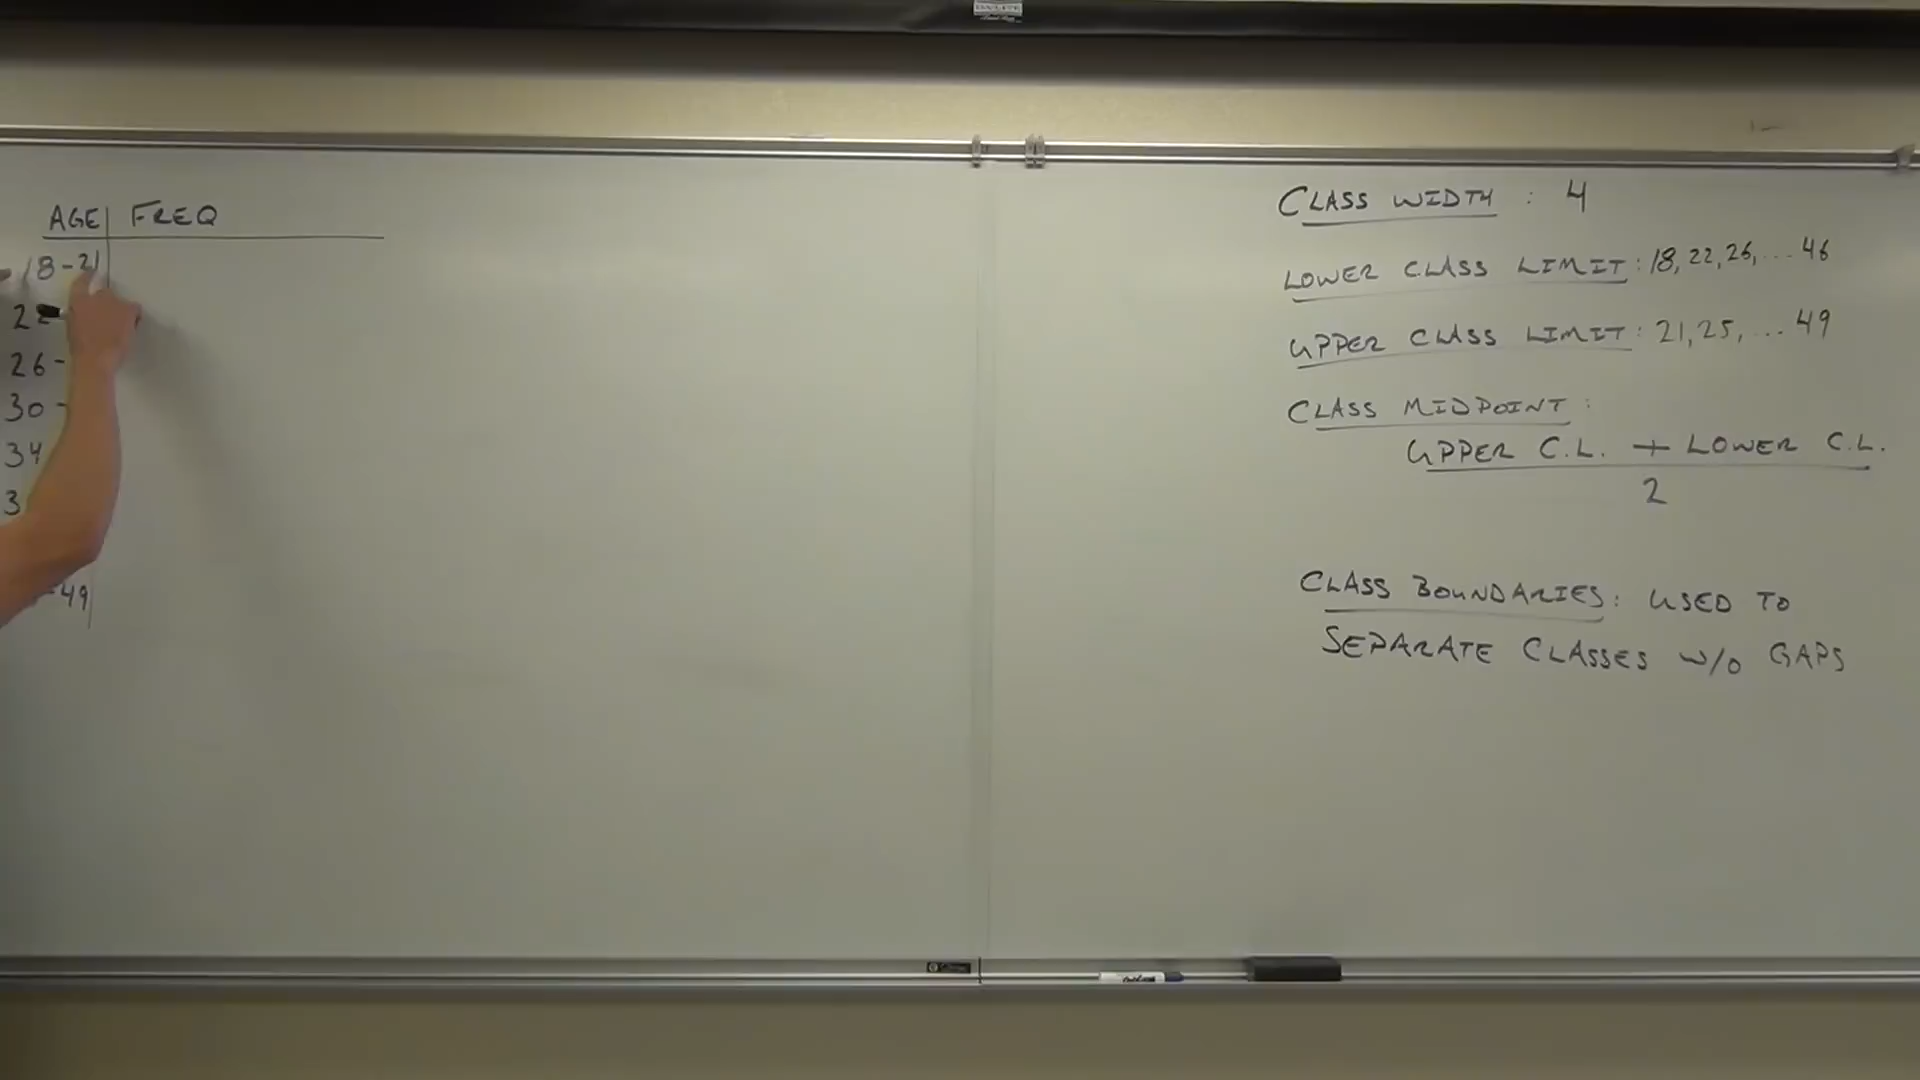 AGE FREQ
18-21
2
26-
30-
34
3
-49
CLASS WIDTH : 4
LOWER CLASS LIMIT: 18, 22, 26, ... 46
UPPER CLASS LIMIT: 21, 25, ... 49
CLASS MIDPOINT:
UPPER C.L. + LOWER C.L.
2
CLASS BOUNDARIES: USED TO
SEPARATE CLASSES W/O GAPS